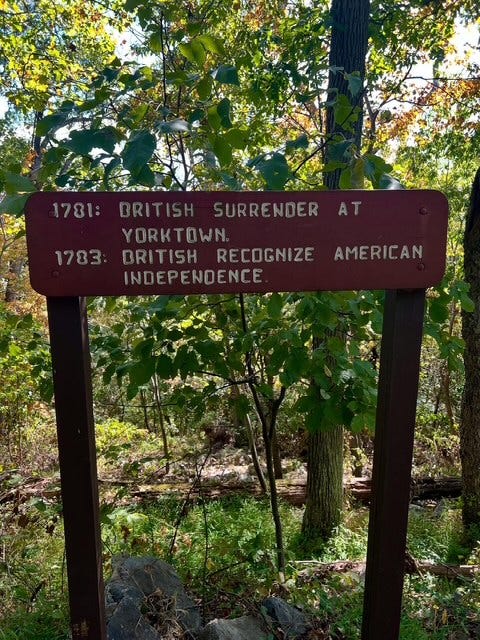 1781: BRITISH SURRENDER AT
YORKTOWN.
1783: BRITISH RECOGNIZE AMERICAN
INDEPENDENCE.